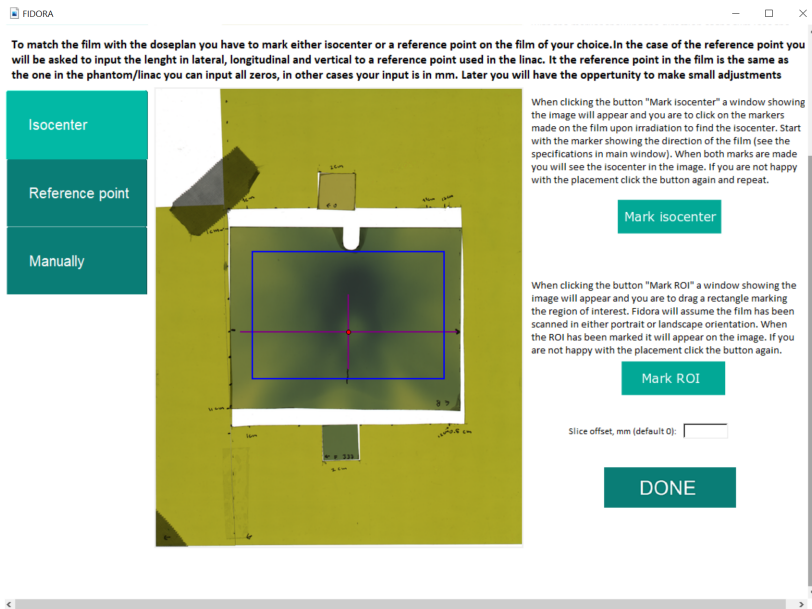 FIDORA
To match the film with the doseplan you have to mark either isocenter or a reference point on the film of your choice.In the case of the reference point you
will be asked to input the lenght in lateral, longitudinal and vertical to a reference point used in the linac. It the reference point in the film is the same as
the one in the phantom/linac you can input all zeros, in other cases your input is in mm. Later you will have the oppertunity to make small adjustments
Isocenter
Reference point
Manually
When clicking the button "Mark isocenter" a window showing
the image will appear and you are to click on the markers
made on the film upon irradiation to find the isocenter. Start
with the marker showing the direction of the film (see the
specifications in main window). When both marks are made
you will see the isocenter in the image. If you are not happy
with the placement click the button again and repeat.
Mark isocenter
When clicking the button "Mark ROI" a window showing the
image will appear and you are to drag a rectangle marking
the region of interest. Fidora will assume the film has been
scanned in either portrait or landscape orientation. When
the ROI has been marked it will appear on the image. If you
are not happy with the placement click the button again.
Mark ROI
Slice offset, mm (default 0):
DONE